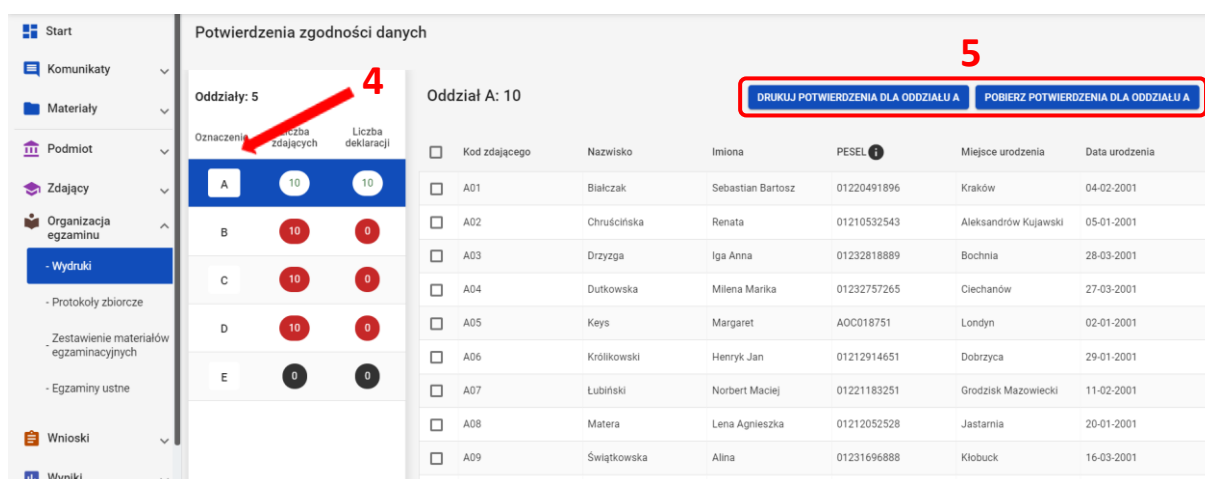 Start
Komunikaty
Materiały
Podmiot
Zdający
Organizacja
egzaminu
- Wydruki
- Protokoły zbiorcze
- Zestawienie materiałów
egzaminacyjnych
- Egzaminy ustne
Wnioski
Wyniki
Potwierdzenia zgodności danych
4
Oddziały: 5
Oznaczenie Liczba zdających Liczba deklaracji
A 10 10
B 10 0
C 10 0
D 10 0
E 0 0
5
Oddział A: 10
DRUKUJ POTWIERDZENIA DLA ODDZIAŁU A POBIERZ POTWIERDZENIA DLA ODDZIAŁU A
Kod zdającego Nazwisko Imiona PESEL i Miejsce urodzenia Data urodzenia
A01 Białczak Sebastian Bartosz 01220491896 Kraków 04-02-2001
A02 Chruścińska Renata 01210532543 Aleksandrów Kujawski 05-01-2001
A03 Drzyzga Iga Anna 01232818889 Bochnia 28-03-2001
A04 Dutkowska Milena Marika 01232757265 Ciechanów 27-03-2001
A05 Keys Margaret AOC018751 Londyn 02-01-2001
A06 Królikowski Henryk Jan 01212914651 Dobrzyca 29-01-2001
A07 Łubiński Norbert Maciej 01221183251 Grodzisk Mazowiecki 11-02-2001
A08 Matera Lena Agnieszka 01212052528 Jastarnia 20-01-2001
A09 Świątkowska Alina 01231696888 Kłobuck 16-03-2001